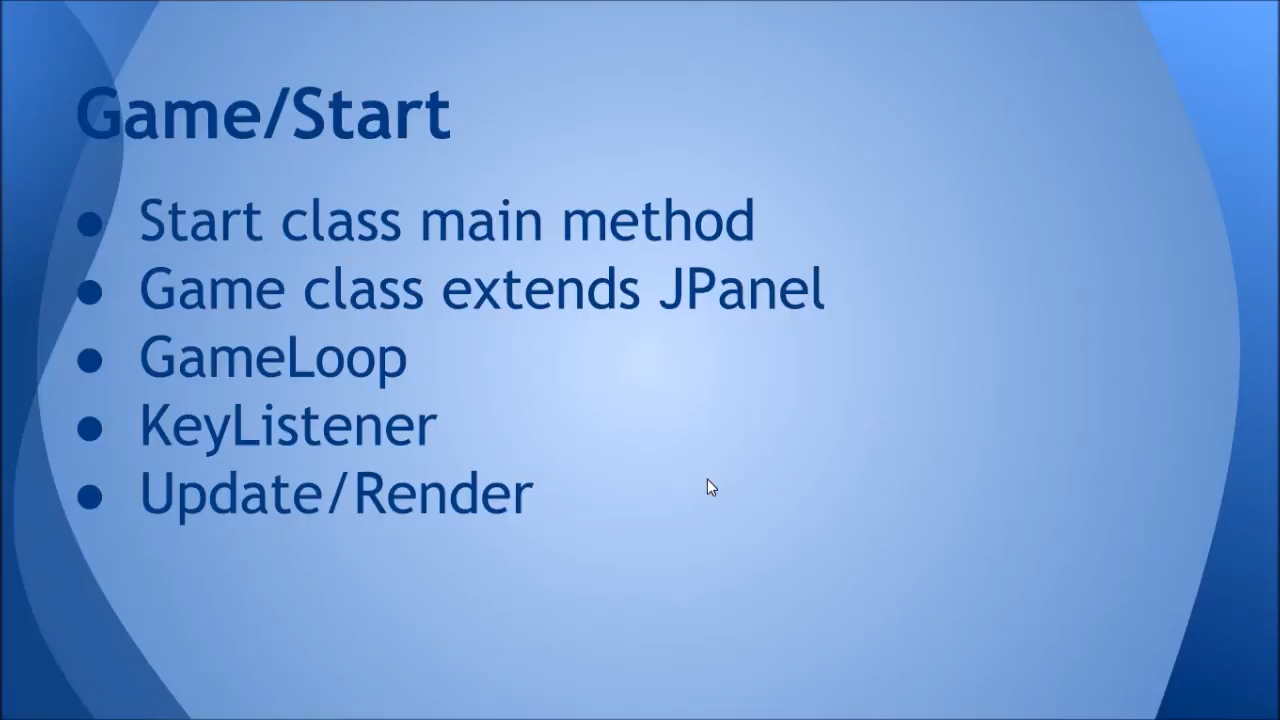 Game/Start
● Start class main method
● Game class extends JPanel
● GameLoop
● KeyListener
● Update/Render